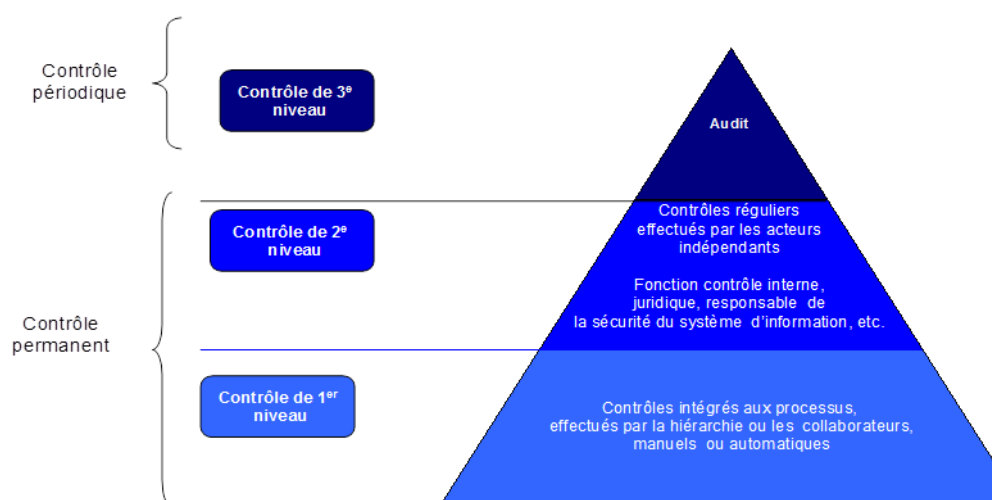 Contrôle
périodique
Contrôle de 3e
niveau
Audit
Contrôle de 2e
niveau
Contrôles réguliers
effectués par les acteurs
indépendants
Fonction contrôle interne,
juridique, responsable de
la sécurité du système d'information, etc.
Contrôle
permanent
Contrôle de 1er
niveau
Contrôles intégrés aux processus,
effectués par la hiérarchie ou les collaborateurs,
manuels ou automatiques